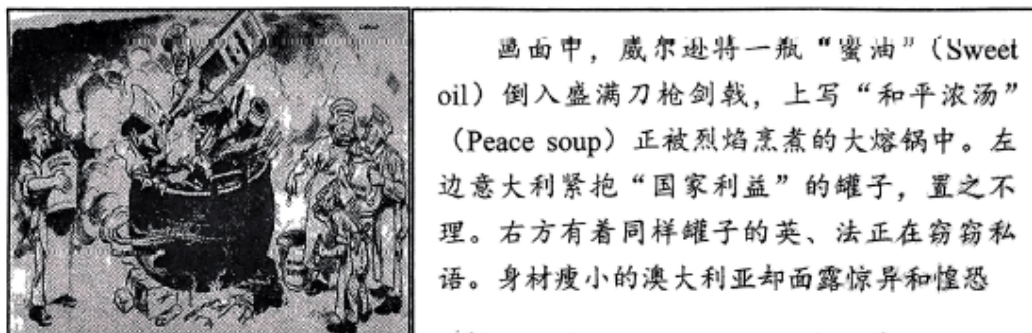 画面中，威尔逊将一瓶“蜜油”（Sweet
oil）倒入盛满刀枪剑戟，上写“和平浓汤”
（Peace soup）正被烈焰烹煮的大熔锅中。左
边意大利紧抱“国家利益”的罐子，置之不
理。右方有着同样罐子的英、法正在窃窃私
语。身材瘦小的澳大利亚却面露惊异和惶恐